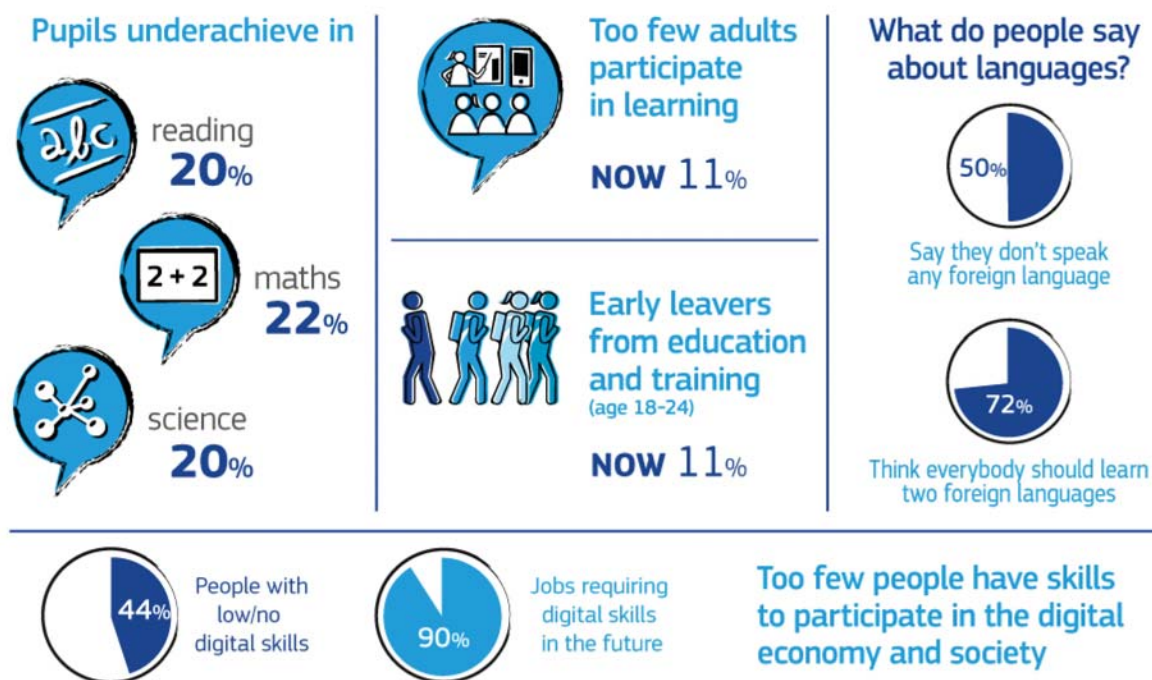 Pupils underachieve in
abc
reading
20%
2 + 2
maths
22%
science
20%
Too few adults
participate
in learning
NOW 11%
Early leavers
from education
and training
(age 18-24)
NOW 11%
What do people say
about languages?
50%
Say they don't speak
any foreign language
72%
Think everybody should learn
two foreign languages
44%
People with
low/no
digital skills
90%
Jobs requiring
digital skills
in the future
Too few people have skills
to participate in the digital
economy and society